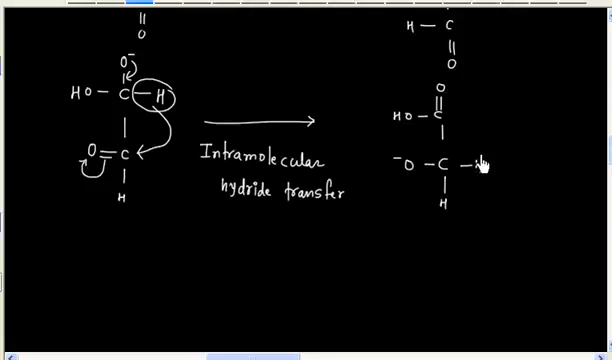 O
H — C
O
O⁻
HO — C — H
O
HO — C
O = C
Intramolecular
⁻O — C —
H
hydride transfer
H